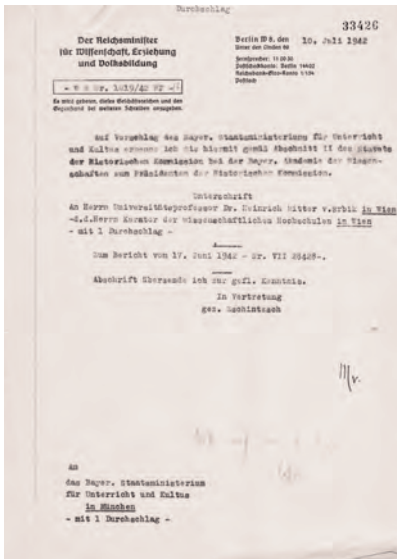 Durchschlag
33426
Der Reichsminister
für Wissenschaft, Erziehung
und Volksbildung
Berlin W 8, den 10. Juli 1942
Unter den Linden 69
Fernsprecher: 11 00 30
Postscheckkonto: Berlin 14402
Reichsbank-Giro-Konto 1/154
Postfach
- W S Nr. 1819/42
Es wird gebeten, dieses Geschäftszeichen und den
Gegenstand bei weiteren Schreiben anzugeben.
Auf Vorschlag des Bayer. Staatsministeriums für Unterricht
und Kultus ernenne ich Sie hiermit gemäß Abschnitt II des Statuts
der Historischen Kommission bei der Bayer. Akademie der Wissen-
schaften zum Präsidenten der Historischen Kommission.
Unterschrift
An Herrn Universitätsprofessor Dr. Heinrich Ritter v.Srbik in Wien
-d.d.Herrn Kurator der wissenschaftlichen Hochschulen in Wien
- mit 1 Durchschlag -
Zum Bericht vom 17. Juni 1942 - Nr. VII 28428-.
Abschrift übersende ich zur gefl. Kenntnis.
In Vertretung
gez. Zschintzsch
An
das Bayer. Staatsministerium
für Unterricht und Kultus
in München
- mit 1 Durchschlag -